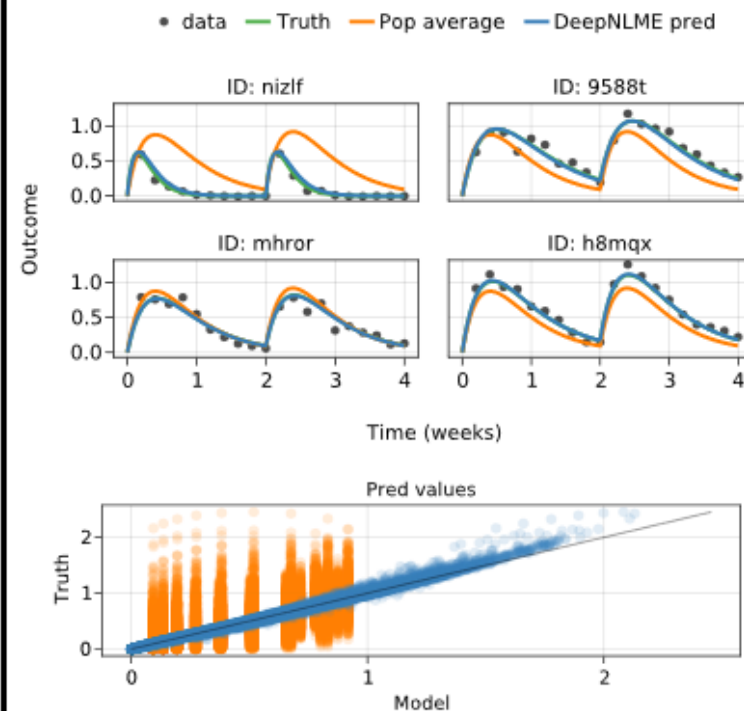 data Truth Pop average DeepNLME pred
ID: nizlf ID: 9588t
1.0
0.5
0.0
Outcome
ID: mhror ID: h8mqx
1.0
0.5
0.0
0 1 2 3 4 0 1 2 3 4
Time (weeks)
Pred values
2
1
0
Truth
0 1 2
Model